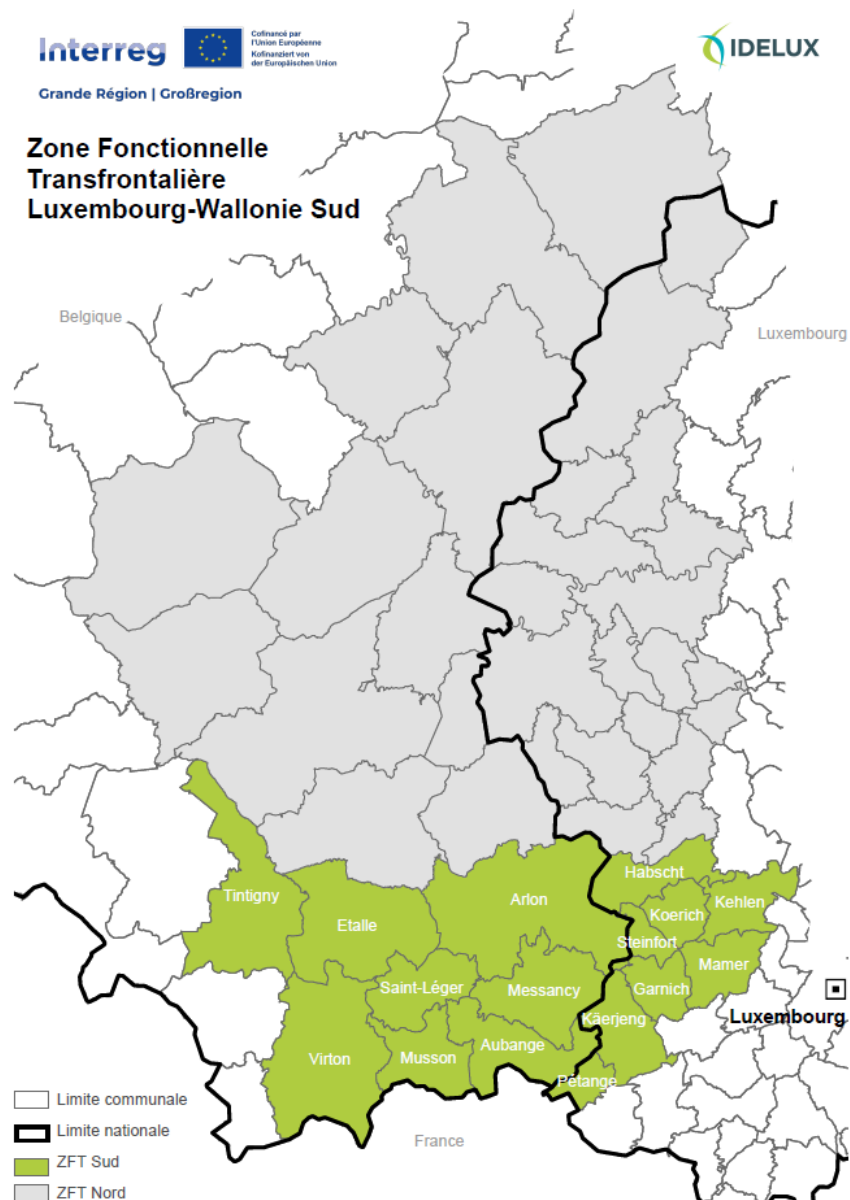 Interreg
Cofinancé par
l'Union Européenne
Kofinanziert von
der Europäischen Union
Grande Région | Großregion
IDELUX
Zone Fonctionnelle
Transfrontalière
Luxembourg-Wallonie Sud
Belgique
Luxembourg
Habscht
Tintigny
Arlon
Kehlen
Koerich
Etalle
Steinfort
Mamer
Saint-Léger
Messancy
Garnich
Luxembourg
Käerjeng
Aubange
Virton
Musson
Pétange
Limite communale
Limite nationale
France
ZFT Sud
ZFT Nord